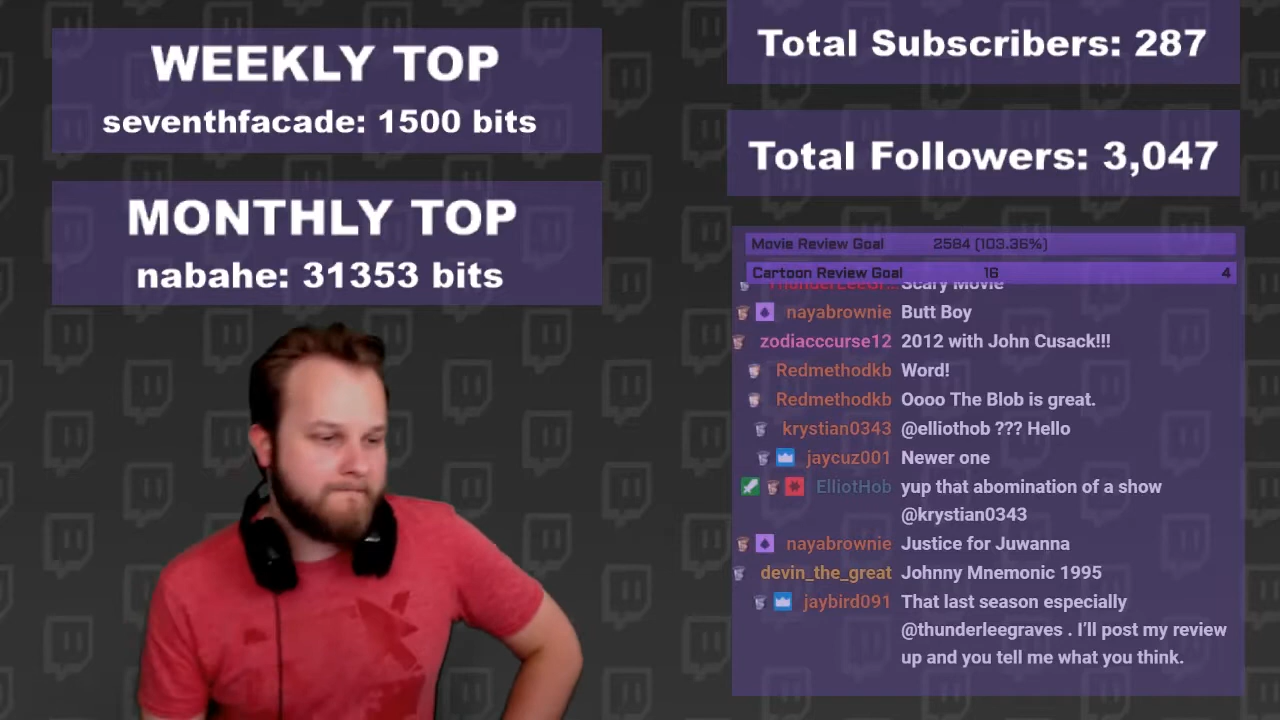 WEEKLY TOP
seventhfacade: 1500 bits
MONTHLY TOP
nabahe: 31353 bits
Total Subscribers: 287
Total Followers: 3,047
Movie Review Goal 2584 (103.36%)
Cartoon Review Goal 16 4
ThunderLeeGr... Scary Movie
nayabrownie Butt Boy
zodiacccurse12 2012 with John Cusack!!!
Redmethodkb Word!
Redmethodkb Oooo The Blob is great.
krystian0343 @elliothob ??? Hello
jaycuz001 Newer one
ElliotHob yup that abomination of a show
@krystian0343
nayabrownie Justice for Juwanna
devin_the_great Johnny Mnemonic 1995
jaybird091 That last season especially
@thunderleegraves . I’ll post my review
up and you tell me what you think.